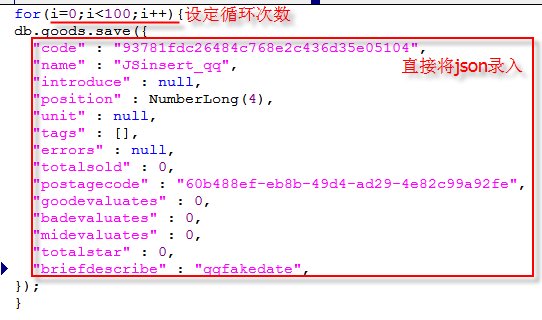 for(i=0;i<100;i++){设定循环次数
db.goods.save({
"code" : "93781fdc26484c768e2c436d35e05104",
"name" : "JSinsert_qq", 直接将json录入
"introduce" : null,
"position" : NumberLong(4),
"unit" : null,
"tags" : [],
"errors" : null,
"totalsold" : 0,
"postagecode" : "60b488ef-eb8b-49d4-ad29-4e82c99a92fe",
"goodevaluates" : 0,
"badevaluates" : 0,
"midevaluates" : 0,
"totalstar" : 0,
"briefdescribe" : "qqfakedate",
});
}